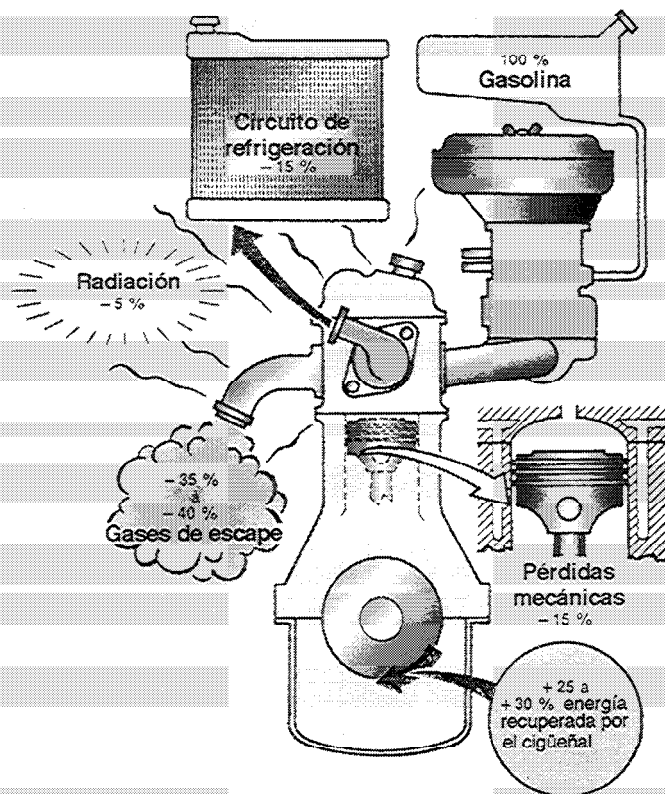 100 %
Gasolina
Circuito de
refrigeración
– 15 %
Radiación
– 5 %
– 35 %
a
– 40 %
Gases de escape
Pérdidas
mecánicas
– 15 %
+ 25 a
+ 30 % energía
recuperada por
el cigüeñal